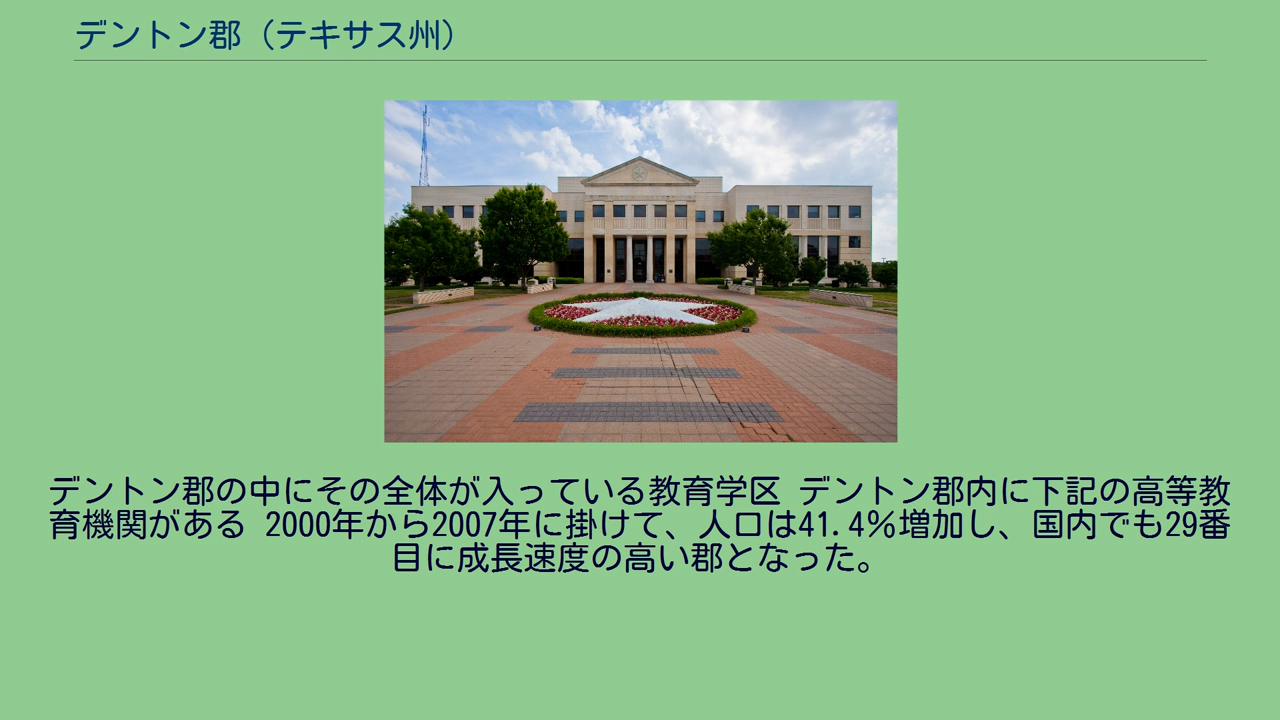 デントン郡（テキサス州）
デントン郡の中にその全体が入っている教育学区 デントン郡内に下記の高等教
育機関がある 2000年から2007年に掛けて、人口は41.4%増加し、国内でも29番
目に成長速度の高い郡となった。